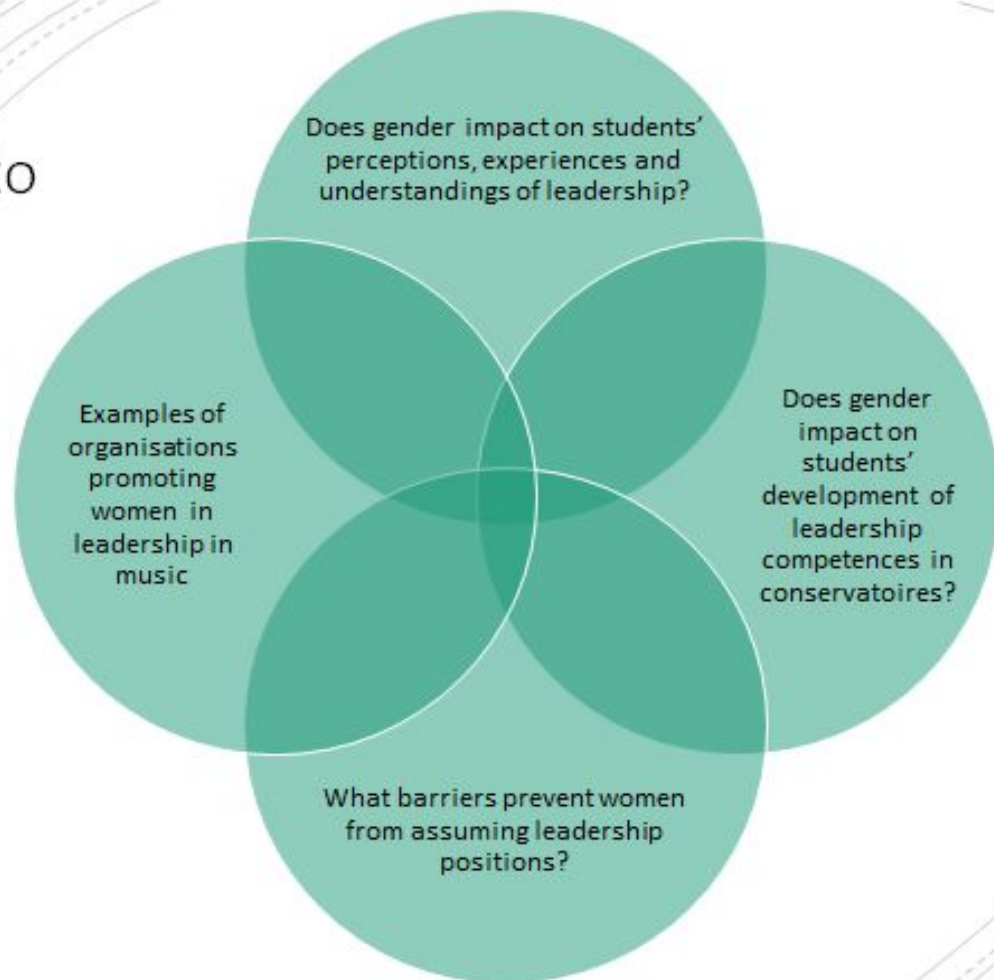 Does gender impact on students'
perceptions, experiences and
understandings of leadership?
Examples of
organisations
promoting
women in
leadership in
music
Does gender
impact on
students'
development of
leadership
competences in
conservatoires?
What barriers prevent women
from assuming leadership
positions?